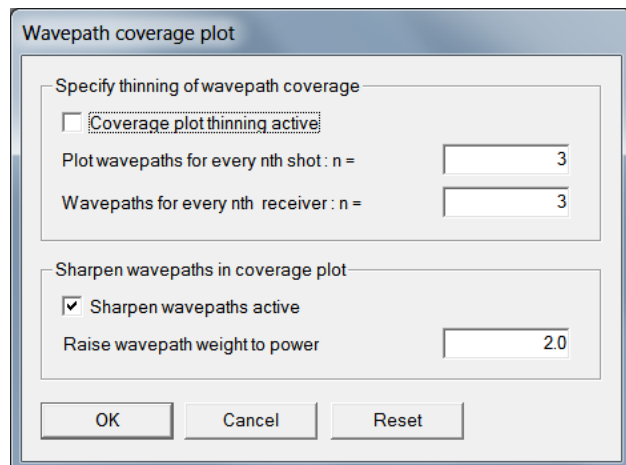 Wavepath coverage plot
Specify thinning of wavepath coverage
Coverage plot thinning active
Plot wavepaths for every nth shot : n = 3
Wavepaths for every nth receiver : n = 3
Sharpen wavepaths in coverage plot
Sharpen wavepaths active
Raise wavepath weight to power 2.0
OK Cancel Reset